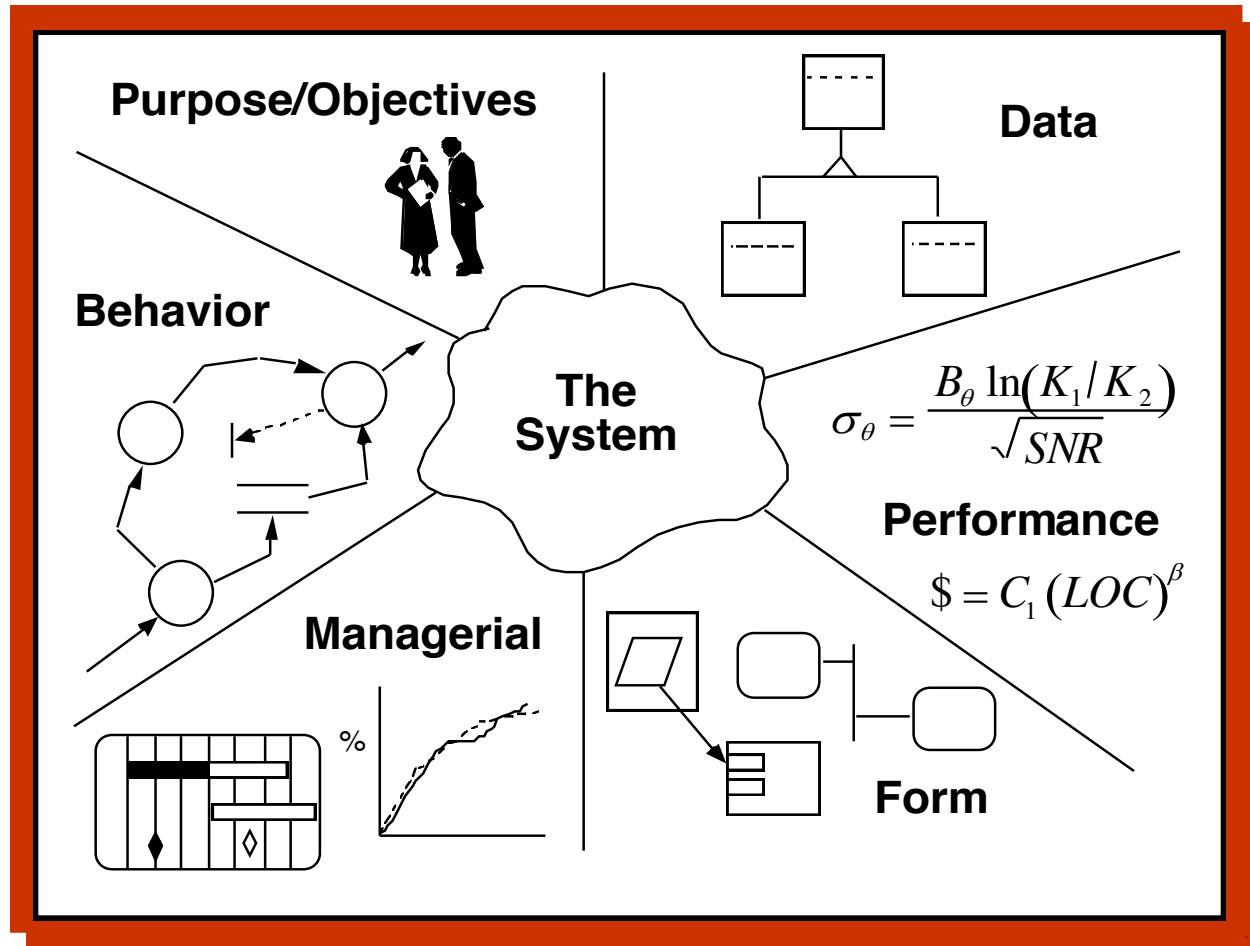 Purpose/Objectives
Data
Behavior
The
System
σ_θ = B_θ ln(K_1/K_2) / √SNR
Performance
$ = C_1 (LOC)^β
Managerial
%
Form